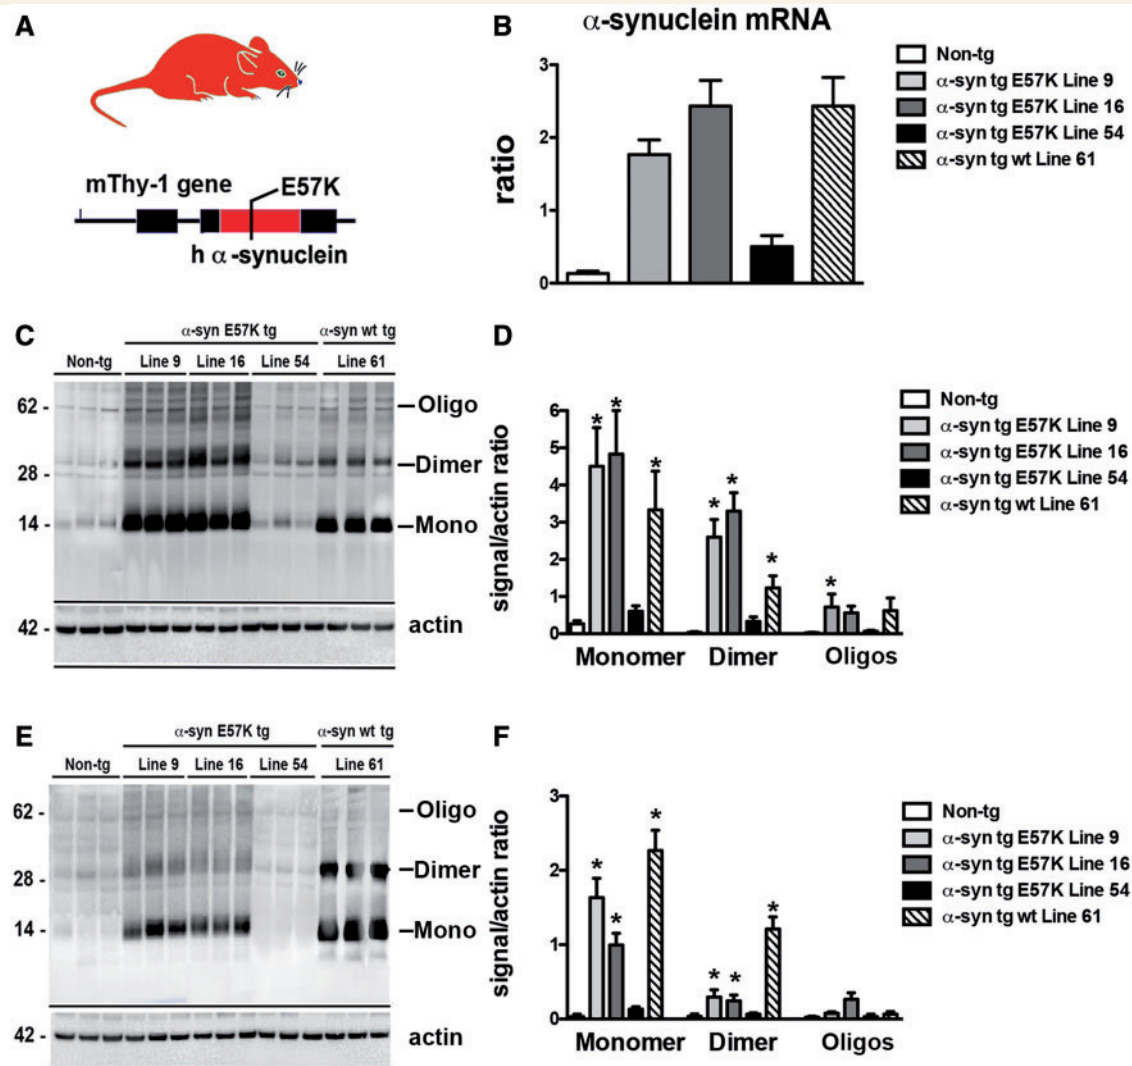 A
mThy-1 gene
E57K
h α-synuclein
B
α-synuclein mRNA
ratio
3
2
1
0
Non-tg
α-syn tg E57K Line 9
α-syn tg E57K Line 16
α-syn tg E57K Line 54
α-syn tg wt Line 61
C
α-syn E57K tg
α-syn wt tg
Non-tg
Line 9
Line 16
Line 54
Line 61
62 -
28 -
14 -
Oligo
Dimer
Mono
42 -
actin
D
signal/actin ratio
6
5
4
3
2
1
0
* * *
* * *
*
Monomer
Dimer
Oligos
Non-tg
α-syn tg E57K Line 9
α-syn tg E57K Line 16
α-syn tg E57K Line 54
α-syn tg wt Line 61
E
α-syn E57K tg
α-syn wt tg
Non-tg
Line 9
Line 16
Line 54
Line 61
62 -
28 -
14 -
Oligo
Dimer
Mono
42 -
actin
F
signal/actin ratio
3
2
1
0
* * *
* * *
Monomer
Dimer
Oligos
Non-tg
α-syn tg E57K Line 9
α-syn tg E57K Line 16
α-syn tg E57K Line 54
α-syn tg wt Line 61